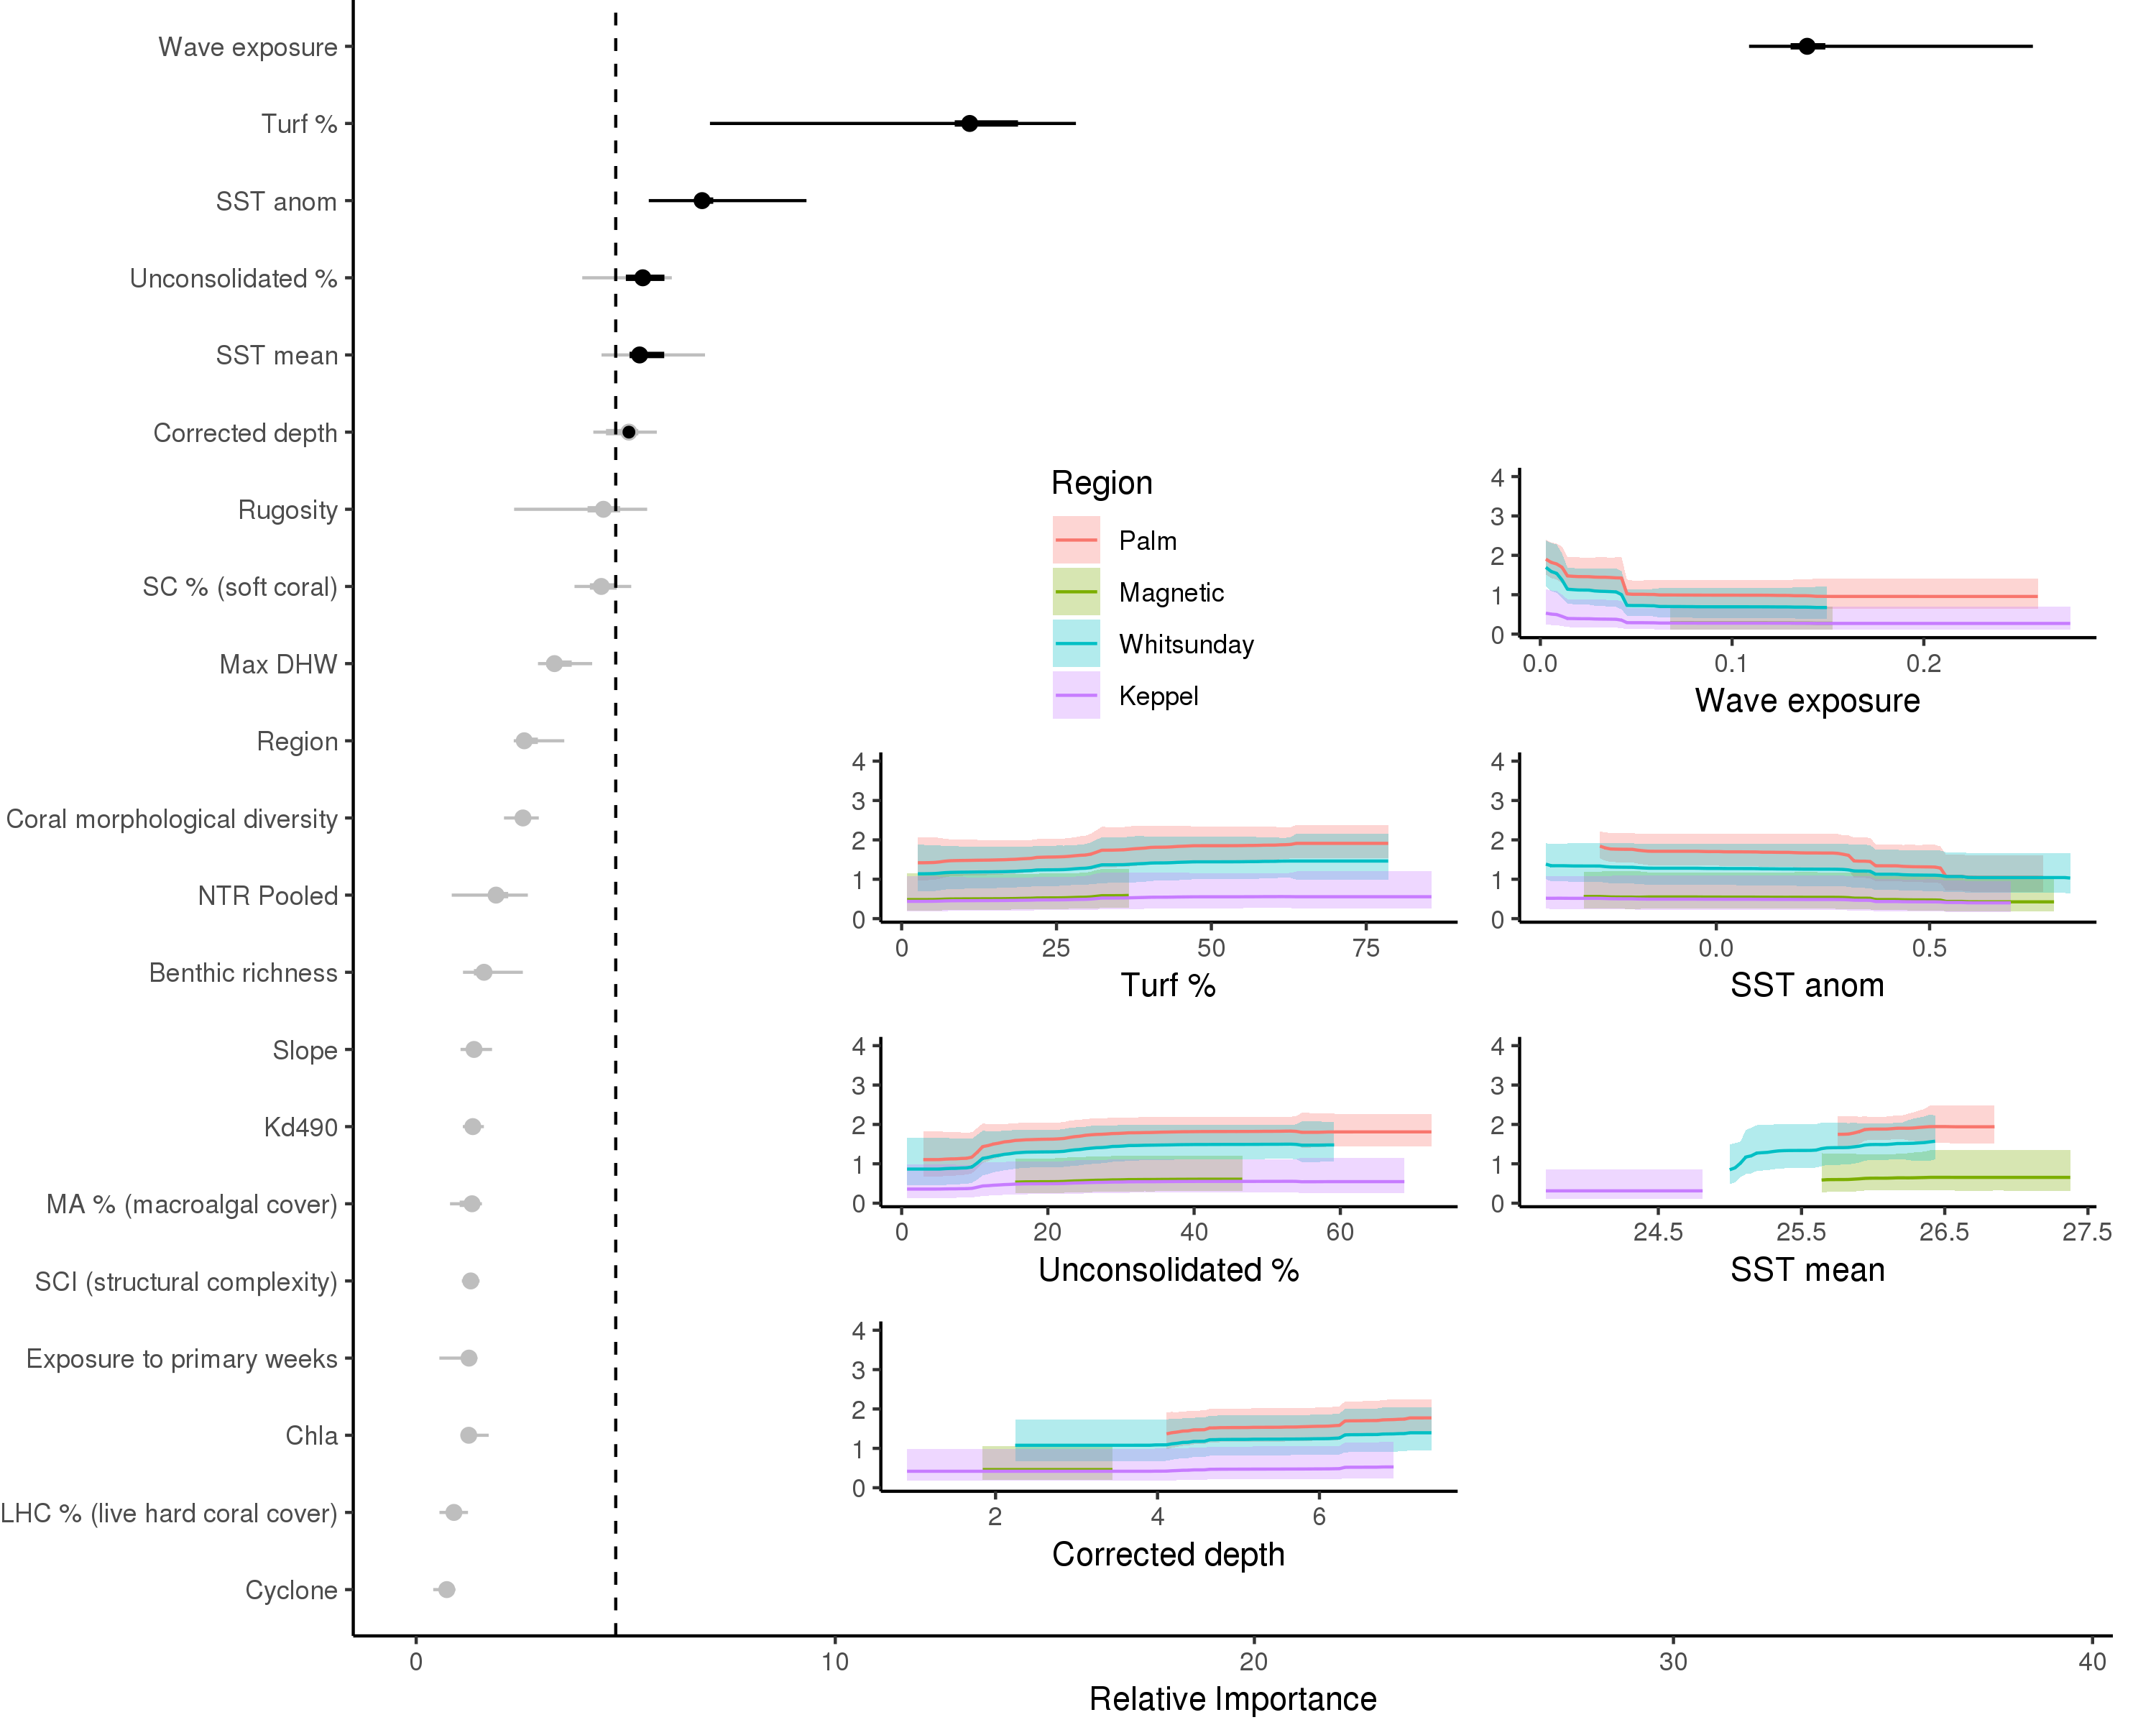 Wave exposure
Turf %
SST anom
Unconsolidated %
SST mean
Corrected depth
Rugosity
SC % (soft coral)
Max DHW
Region
Coral morphological diversity
NTR Pooled
Benthic richness
Slope
Kd490
MA % (macroalgal cover)
SCI (structural complexity)
Exposure to primary weeks
Chla
LHC % (live hard coral cover)
Cyclone
0 10 20 30 40
Relative Importance
Region
Palm
Magnetic
Whitsunday
Keppel
4
3
2
1
0
0.0 0.1 0.2
Wave exposure
4
3
2
1
0
0 25 50 75
Turf %
4
3
2
1
0
0.0 0.5
SST anom
4
3
2
1
0
0 20 40 60
Unconsolidated %
4
3
2
1
0
24.5 25.5 26.5 27.5
SST mean
4
3
2
1
0
2 4 6
Corrected depth